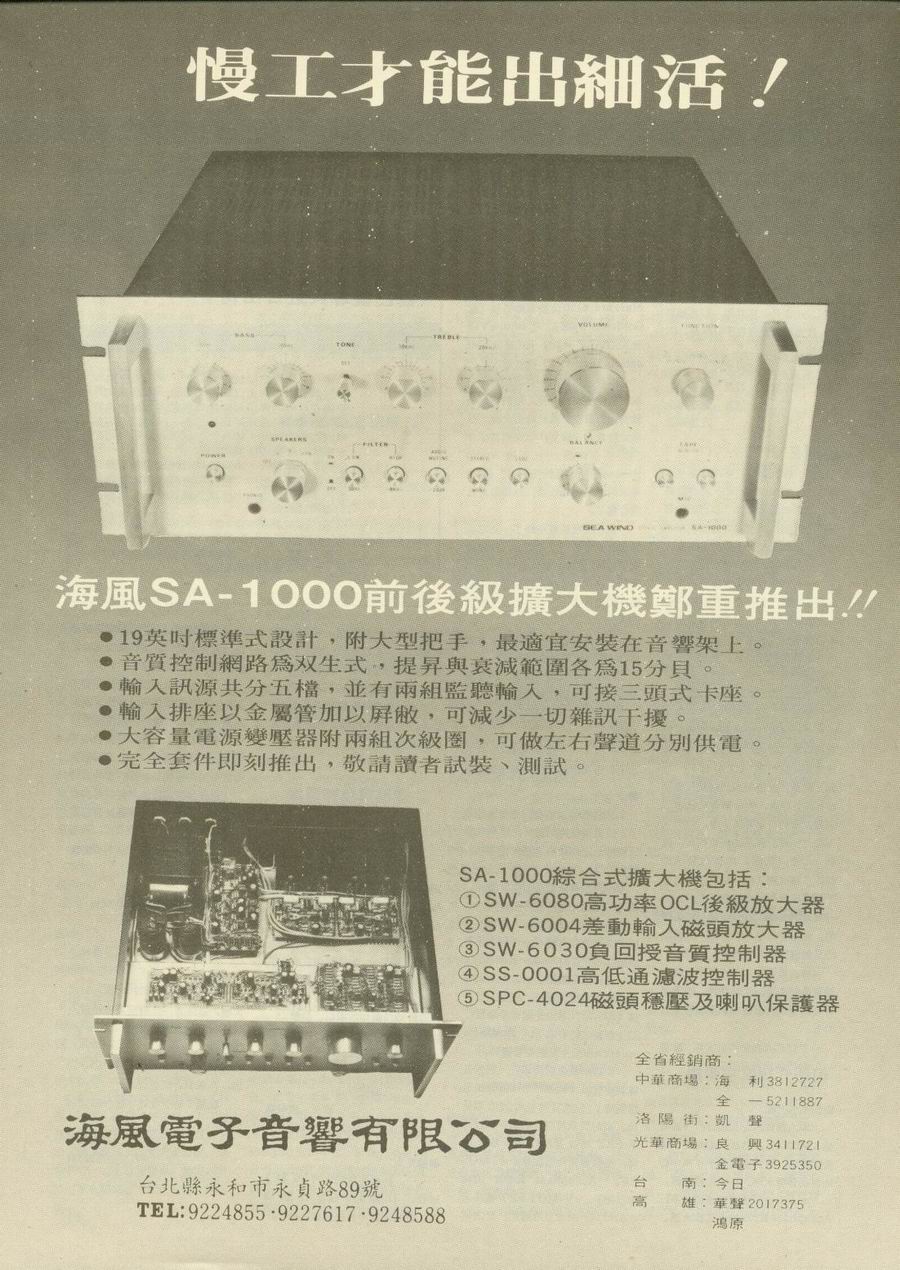 慢工才能出細活！
BASS
TREBLE
TONE
VOLUME
FUNCTION
POWER
SPEAKERS
FILTER
LOW
HIGH
AUDIO
MUTING
STEREO
MONO
BALANCE
TAPE
PHONES
MIC
SEA WIND
SA-1000
海風SA-1000前後級擴大機鄭重推出!!
●19英吋標準式設計，附大型把手，最適宜安裝在音響架上。
●音質控制網路爲双生式，提昇與衰減範圍各爲15分貝。
●輸入訊源共分五檔，並有兩組監聽輸入，可接三頭式卡座。
●輸入排座以金屬管加以屏敝，可減少一切雜訊干擾。
●大容量電源變壓器附兩組次級圈，可做左右聲道分別供電。
●完全套件即刻推出，敬請讀者試裝、測試。
SA-1000綜合式擴大機包括：
①SW-6080高功率OCL後級放大器
②SW-6004差動輸入磁頭放大器
③SW-6030負回授音質控制器
④SS-0001高低通濾波控制器
⑤SPC-4024磁頭穩壓及喇叭保護器
海風電子音響有限公司
台北縣永和市永貞路89號
TEL:9224855·9227617·9248588
全省經銷商：
中華商場：海　利3812727
全　一5211887
洛陽街：凱　聲
光華商場：良　興3411721
金電子3925350
台　南：今日
高　雄：華聲2017375
鴻原